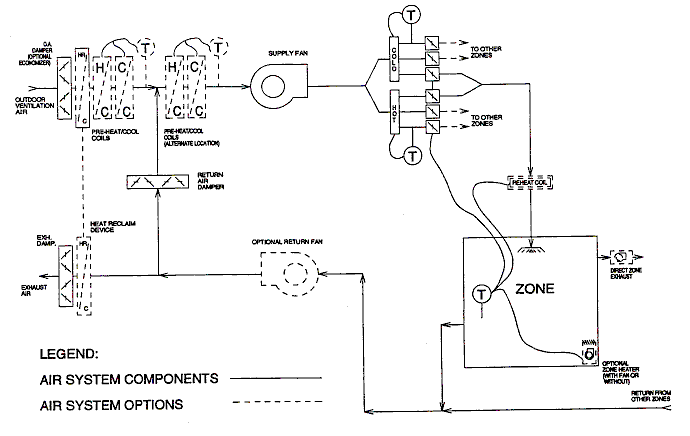 O.A.
DAMPER
(OPTIONAL
ECONOMIZER)
HR
C
H
C
C
C
T
H
C
C
C
T
SUPPLY FAN
T
COLD
TO OTHER
ZONES
OUTDOOR
VENTILATION
AIR
PRE-HEAT/COOL
COILS
PRE-HEAT/COOL
COILS
(ALTERNATE LOCATION)
HOT
TO OTHER
ZONES
T
RETURN
AIR
DAMPER
REHEAT COIL
EXH.
DAMP.
HEAT RECLAIM
DEVICE
HR
C
OPTIONAL RETURN FAN
EXHAUST
AIR
T
ZONE
DIRECT ZONE
EXHAUST
OPTIONAL
ZONE HEATER
(WITH FAN OR
WITHOUT)
RETURN FROM
OTHER ZONES
LEGEND:
AIR SYSTEM COMPONENTS
AIR SYSTEM OPTIONS